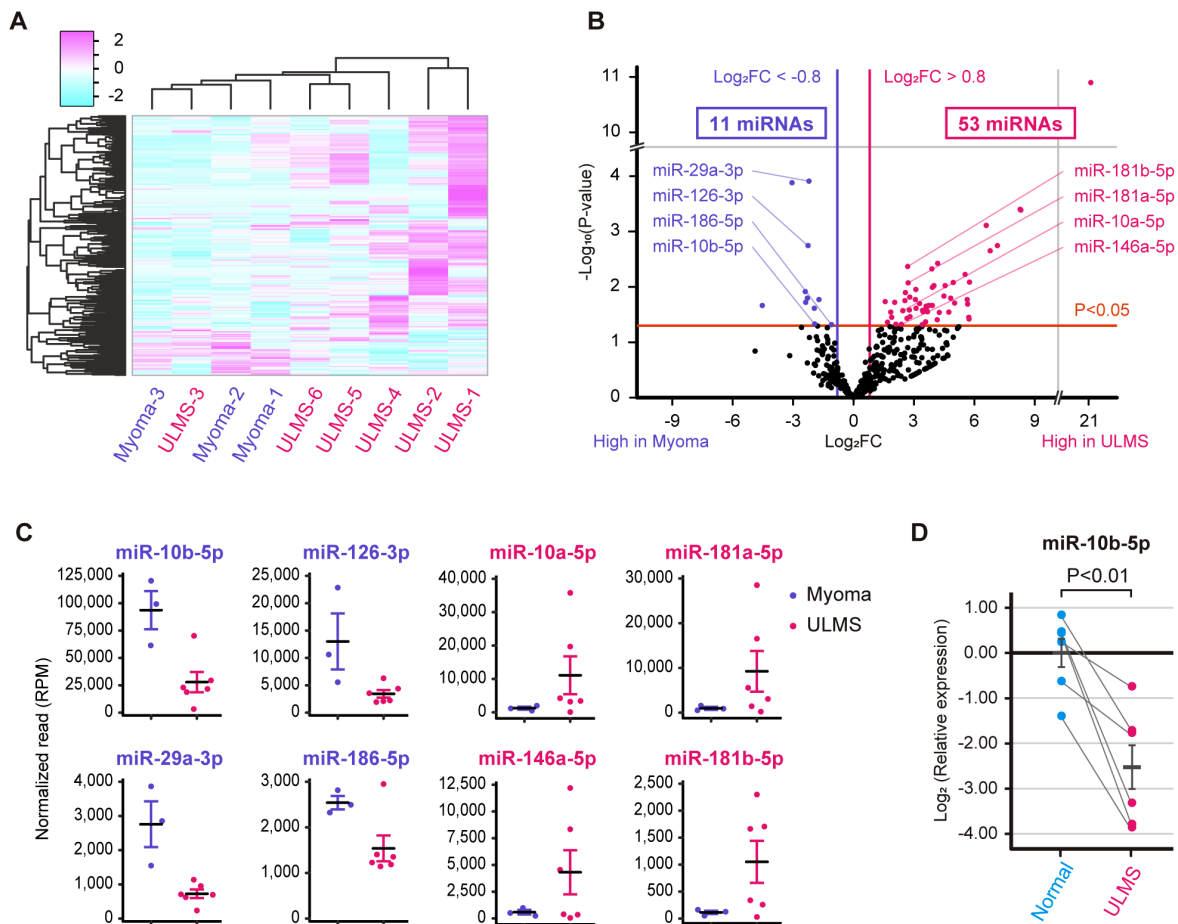 A
2
0
-2
Myoma-3
ULMS-3
Myoma-2
Myoma-1
ULMS-6
ULMS-5
ULMS-4
ULMS-2
ULMS-1
B
Log₂FC < -0.8
Log₂FC > 0.8
11 miRNAs
53 miRNAs
miR-29a-3p
miR-126-3p
miR-186-5p
miR-10b-5p
miR-181b-5p
miR-181a-5p
miR-10a-5p
miR-146a-5p
P<0.05
-Log₁₀(P-value)
11
10
4
3
2
1
0
-9
-6
-3
0
3
6
9
21
High in Myoma
Log₂FC
High in ULMS
C
Normalized read (RPM)
miR-10b-5p
125,000
100,000
75,000
50,000
25,000
0
miR-126-3p
25,000
20,000
15,000
10,000
5,000
0
miR-10a-5p
40,000
30,000
20,000
10,000
0
miR-181a-5p
30,000
20,000
10,000
0
Myoma
ULMS
miR-29a-3p
4,000
3,000
2,000
1,000
0
miR-186-5p
3,000
2,000
1,000
0
miR-146a-5p
12,500
10,000
7,500
5,000
2,500
0
miR-181b-5p
2,500
2,000
1,500
1,000
500
0
D
miR-10b-5p
P<0.01
Log₂ (Relative expression)
1.00
0.00
-1.00
-2.00
-3.00
-4.00
Normal
ULMS